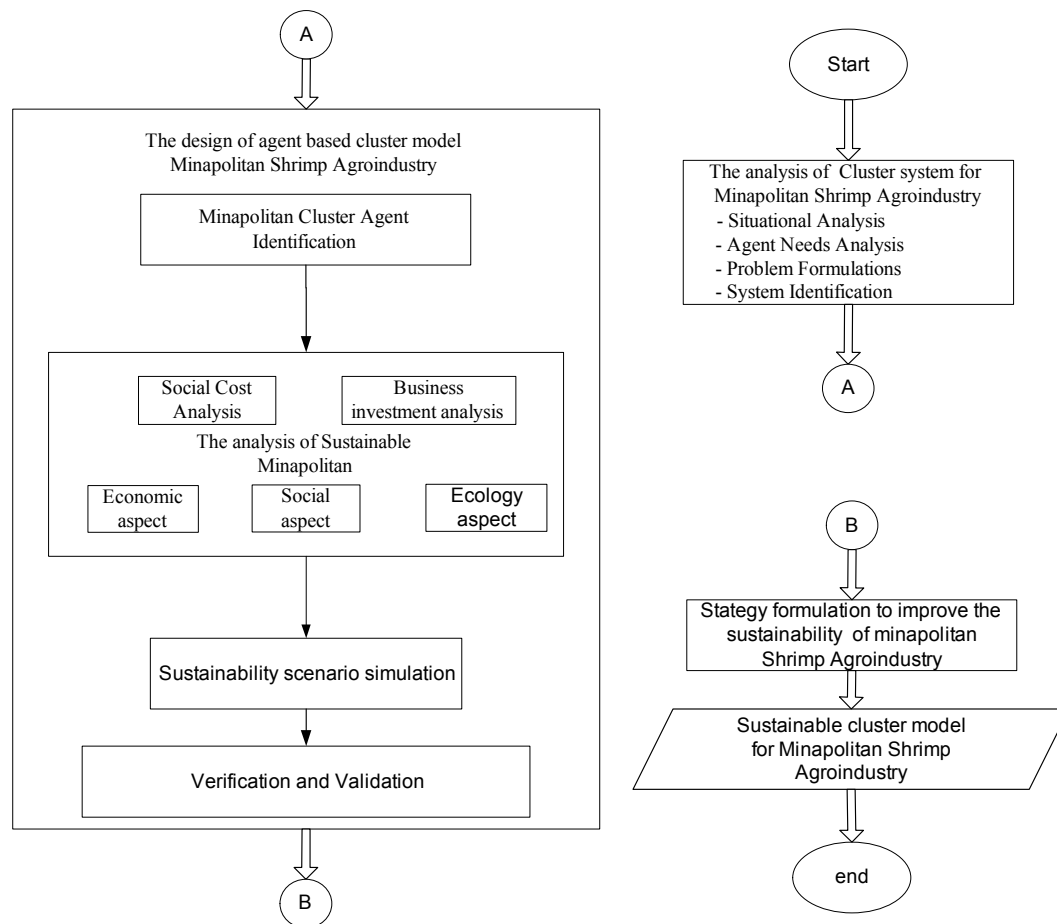 A
The design of agent based cluster model
Minapolitan Shrimp Agroindustry
Minapolitan Cluster Agent
Identification
Social Cost
Analysis
Business
investment analysis
The analysis of Sustainable
Minapolitan
Economic
aspect
Social
aspect
Ecology
aspect
Sustainability scenario simulation
Verification and Validation
B
Start
The analysis of Cluster system for
Minapolitan Shrimp Agroindustry
- Situational Analysis
- Agent Needs Analysis
- Problem Formulations
- System Identification
A
B
Stategy formulation to improve the
sustainability of minapolitan
Shrimp Agroindustry
Sustainable cluster model
for Minapolitan Shrimp
Agroindustry
end